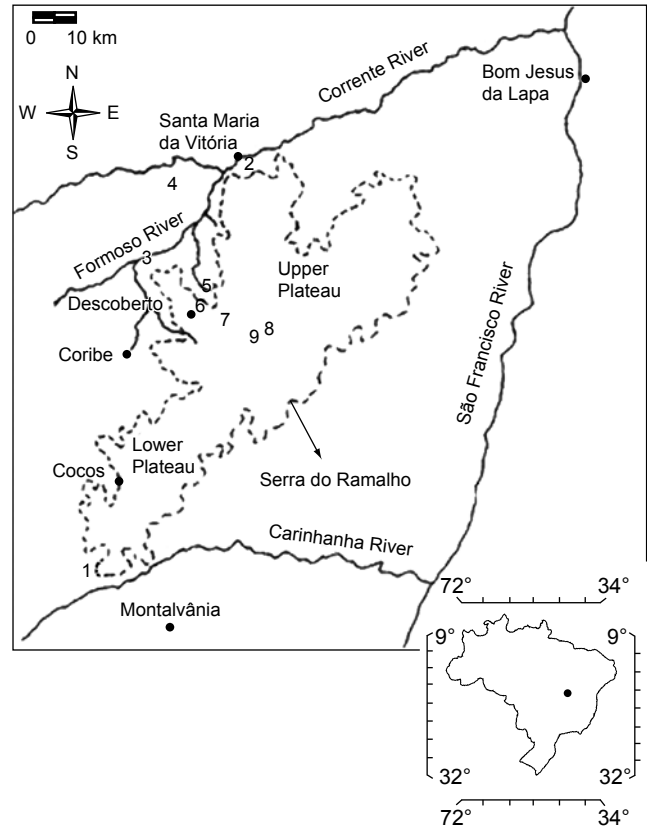 0 10 km
N
W E
S
Corrente River
Bom Jesus
da Lapa
Santa Maria
da Vitória
2
4
Formoso River
3
Upper
Plateau
Descoberto
5
6
7
8
9
Coribe
São Francisco River
Lower
Plateau
Cocos
Serra do Ramalho
Carinhanha River
1
Montalvânia
72° 34°
9° 9°
32° 32°
72° 34°